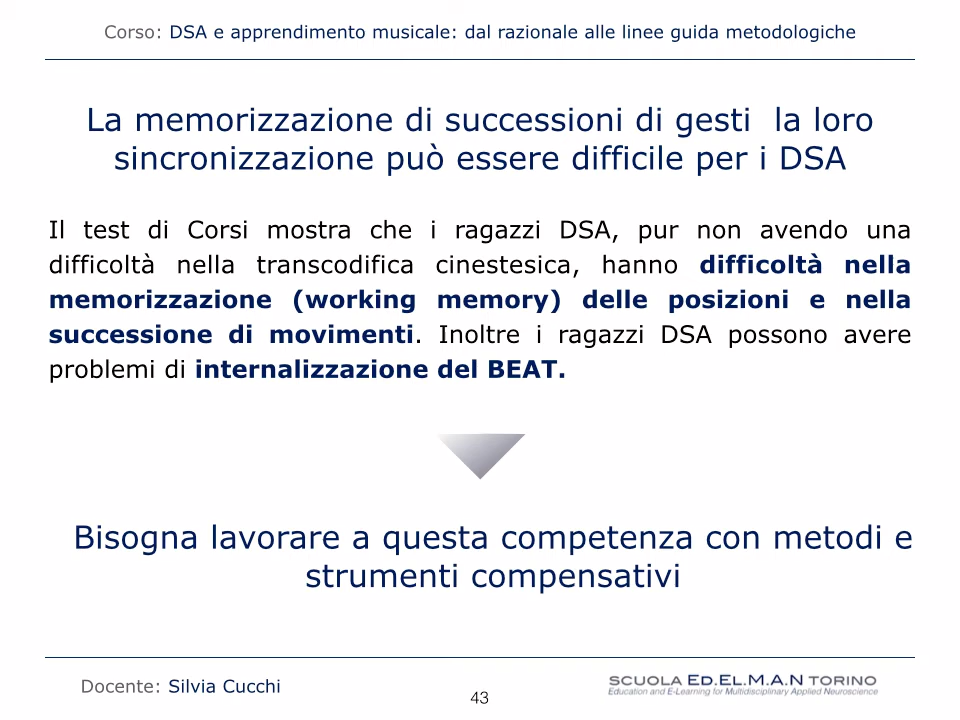 Corso: DSA e apprendimento musicale: dal razionale alle linee guida metodologiche
La memorizzazione di successioni di gesti  la loro
sincronizzazione può essere difficile per i DSA
Il test di Corsi mostra che i ragazzi DSA, pur non avendo una
difficoltà nella transcodifica cinestesica, hanno difficoltà nella
memorizzazione (working memory) delle posizioni e nella
successione di movimenti. Inoltre i ragazzi DSA possono avere
problemi di internalizzazione del BEAT.
Bisogna lavorare a questa competenza con metodi e
strumenti compensativi
Docente: Silvia Cucchi
43
SCUOLA ED.EL.M.A.N TORINO
Education and E-Learning for Multidisciplinary Applied Neuroscience